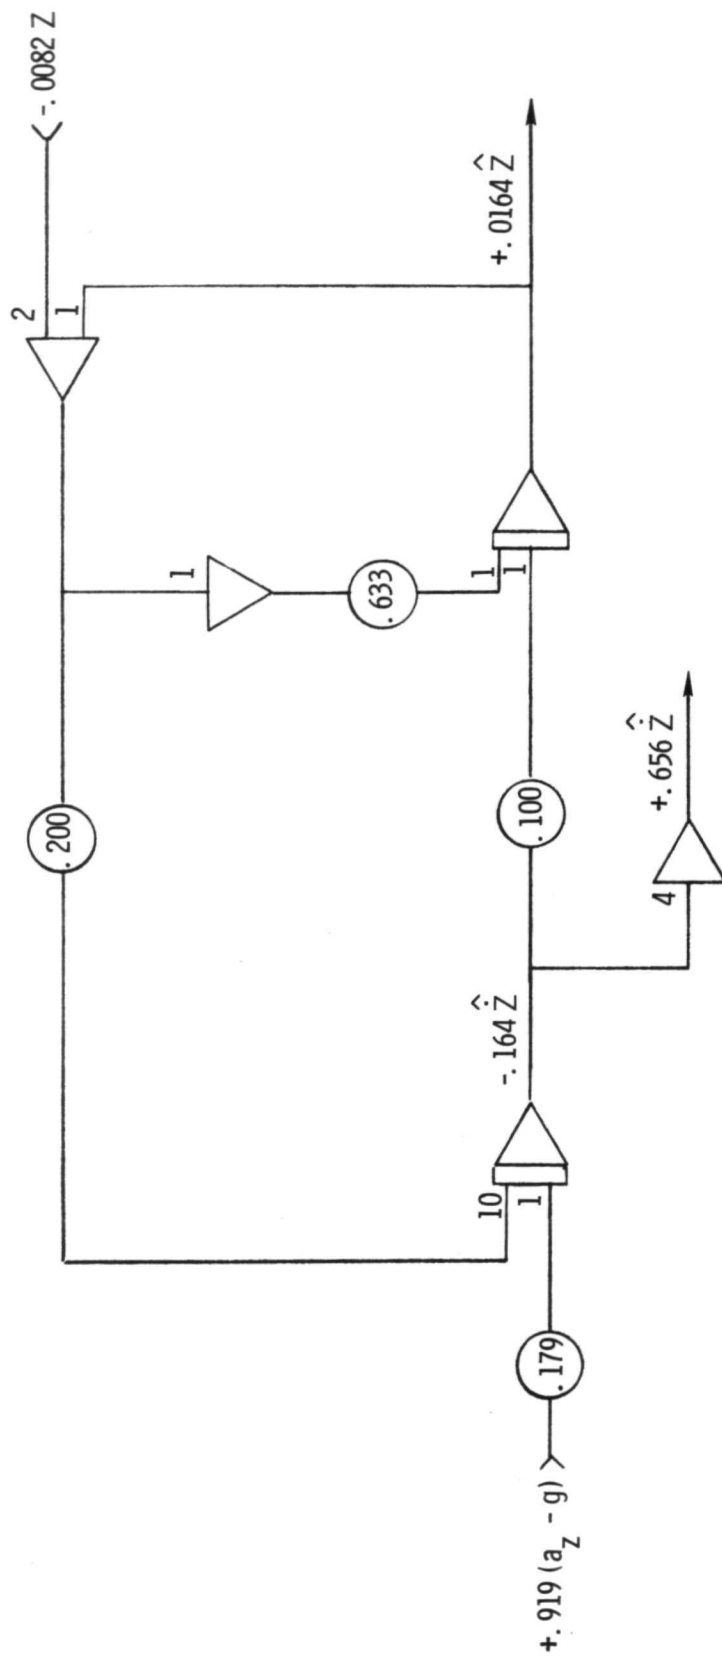 -.0082 Z
2
1
+.0164 Ẑ
1
.633
1
1
.200
.100
+.656 Ż̂
4
-.164 Ż̂
10
1
.179
+.919 (a_Z - g)